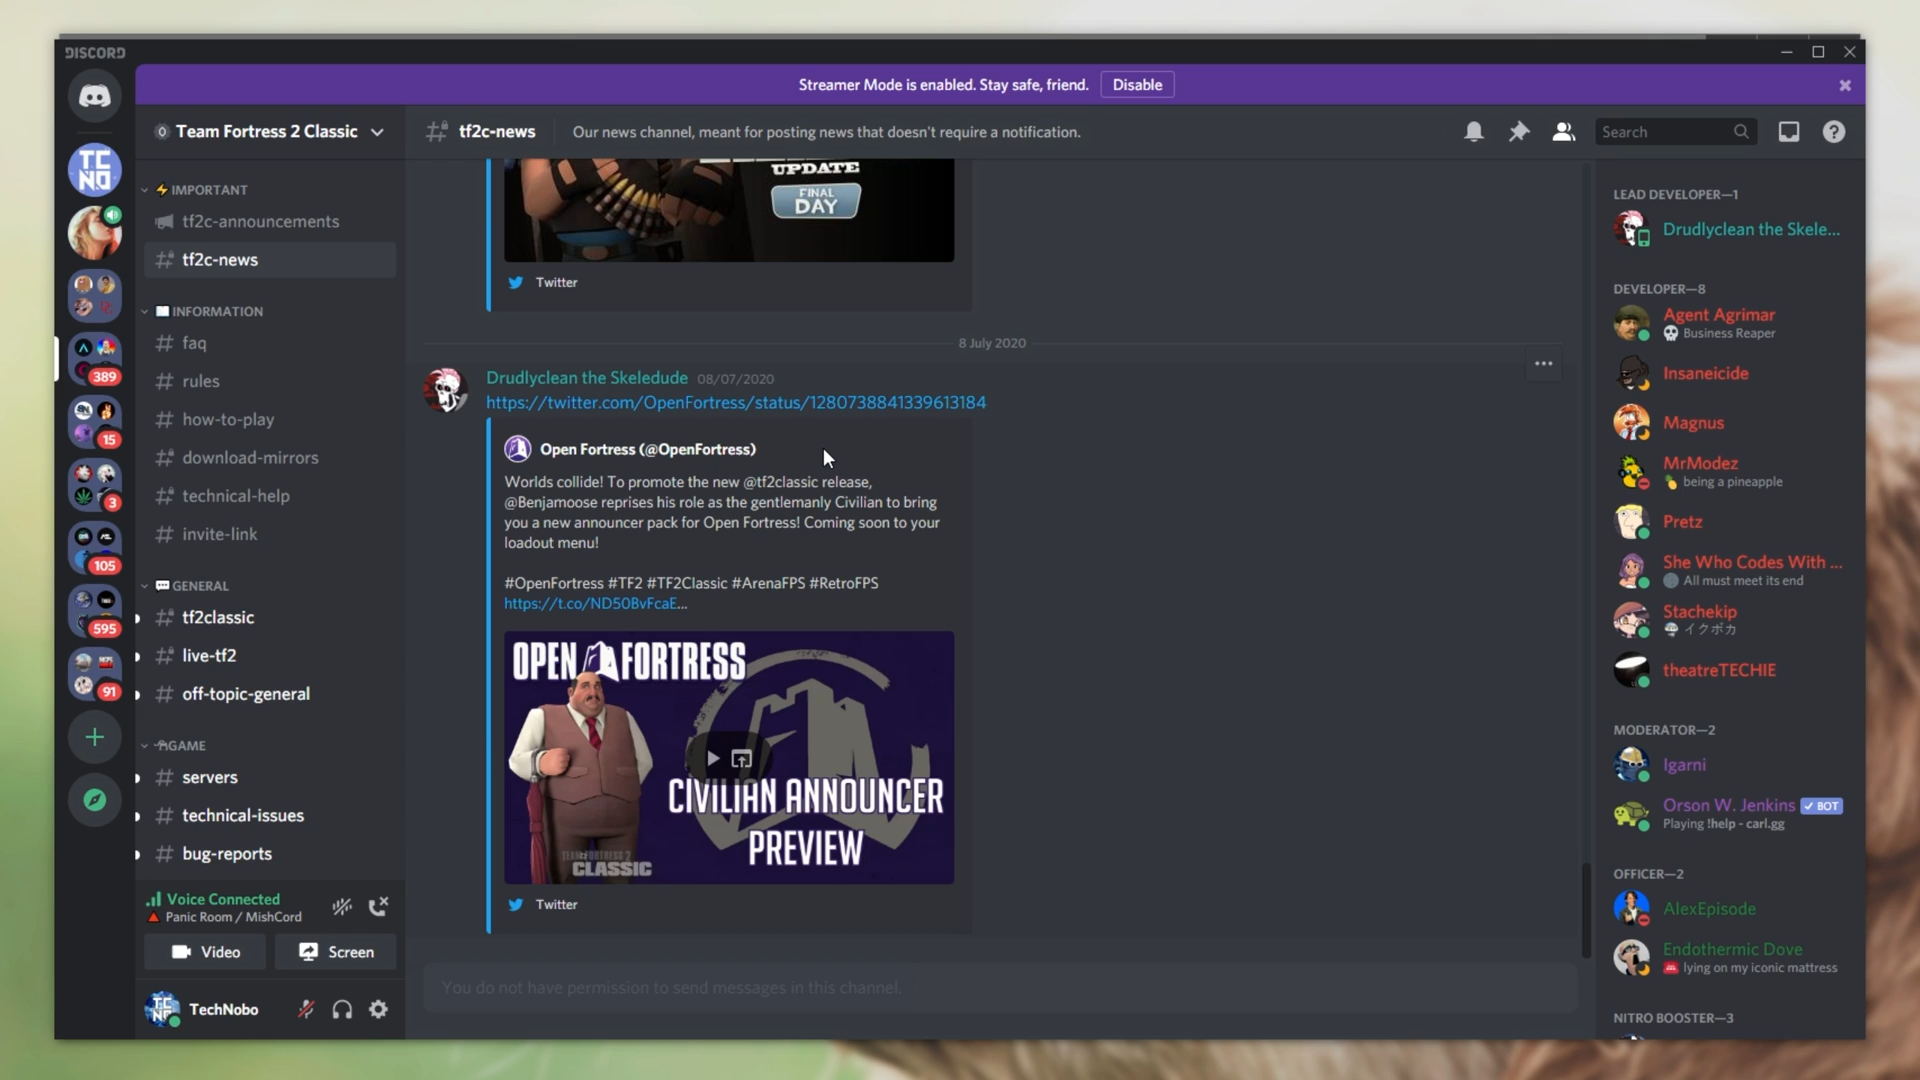 DISCORD
Streamer Mode is enabled. Stay safe, friend.
Disable
Team Fortress 2 Classic
tf2c-news
Our news channel, meant for posting news that doesn't require a notification.
Search
IMPORTANT
tf2c-announcements
tf2c-news
INFORMATION
faq
rules
how-to-play
download-mirrors
technical-help
invite-link
GENERAL
tf2classic
live-tf2
off-topic-general
GAME
servers
technical-issues
bug-reports
TC
NO
389
15
3
105
595
91
Voice Connected
Panic Room / MishCord
Video
Screen
TechNobo
UPDATE
FINAL
DAY
Twitter
8 July 2020
Drudlyclean the Skeledude 08/07/2020
https://twitter.com/OpenFortress/status/1280738841339613184
Open Fortress (@OpenFortress)
Worlds collide! To promote the new @tf2classic release,
@Benjamoose reprises his role as the gentlemanly Civilian to bring
you a new announcer pack for Open Fortress! Coming soon to your
loadout menu!
#OpenFortress #TF2 #TF2Classic #ArenaFPS #RetroFPS
https://t.co/ND50BvFcaE...
OPEN FORTRESS
CIVILIAN ANNOUNCER
PREVIEW
TEAM FORTRESS 2
CLASSIC
Twitter
You do not have permission to send messages in this channel.
LEAD DEVELOPER—1
Drudlyclean the Skele...
DEVELOPER—8
Agent Agrimar
Business Reaper
Insaneicide
Magnus
MrModez
being a pineapple
Pretz
She Who Codes With ...
All must meet its end
Stachekip
イクボカ
theatreTECHIE
MODERATOR—2
Igarni
Orson W. Jenkins BOT
Playing !help - carl.gg
OFFICER—2
AlexEpisode
Endothermic Dove
lying on my iconic mattress
NITRO BOOSTER—3